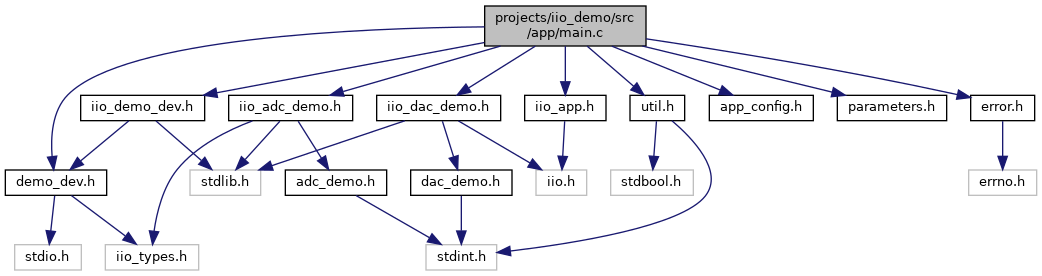 projects/iio_demo/src
/app/main.c
iio_demo_dev.h
iio_adc_demo.h
iio_dac_demo.h
iio_app.h
util.h
app_config.h
parameters.h
error.h
demo_dev.h
stdlib.h
adc_demo.h
dac_demo.h
iio.h
stdbool.h
errno.h
stdio.h
iio_types.h
stdint.h